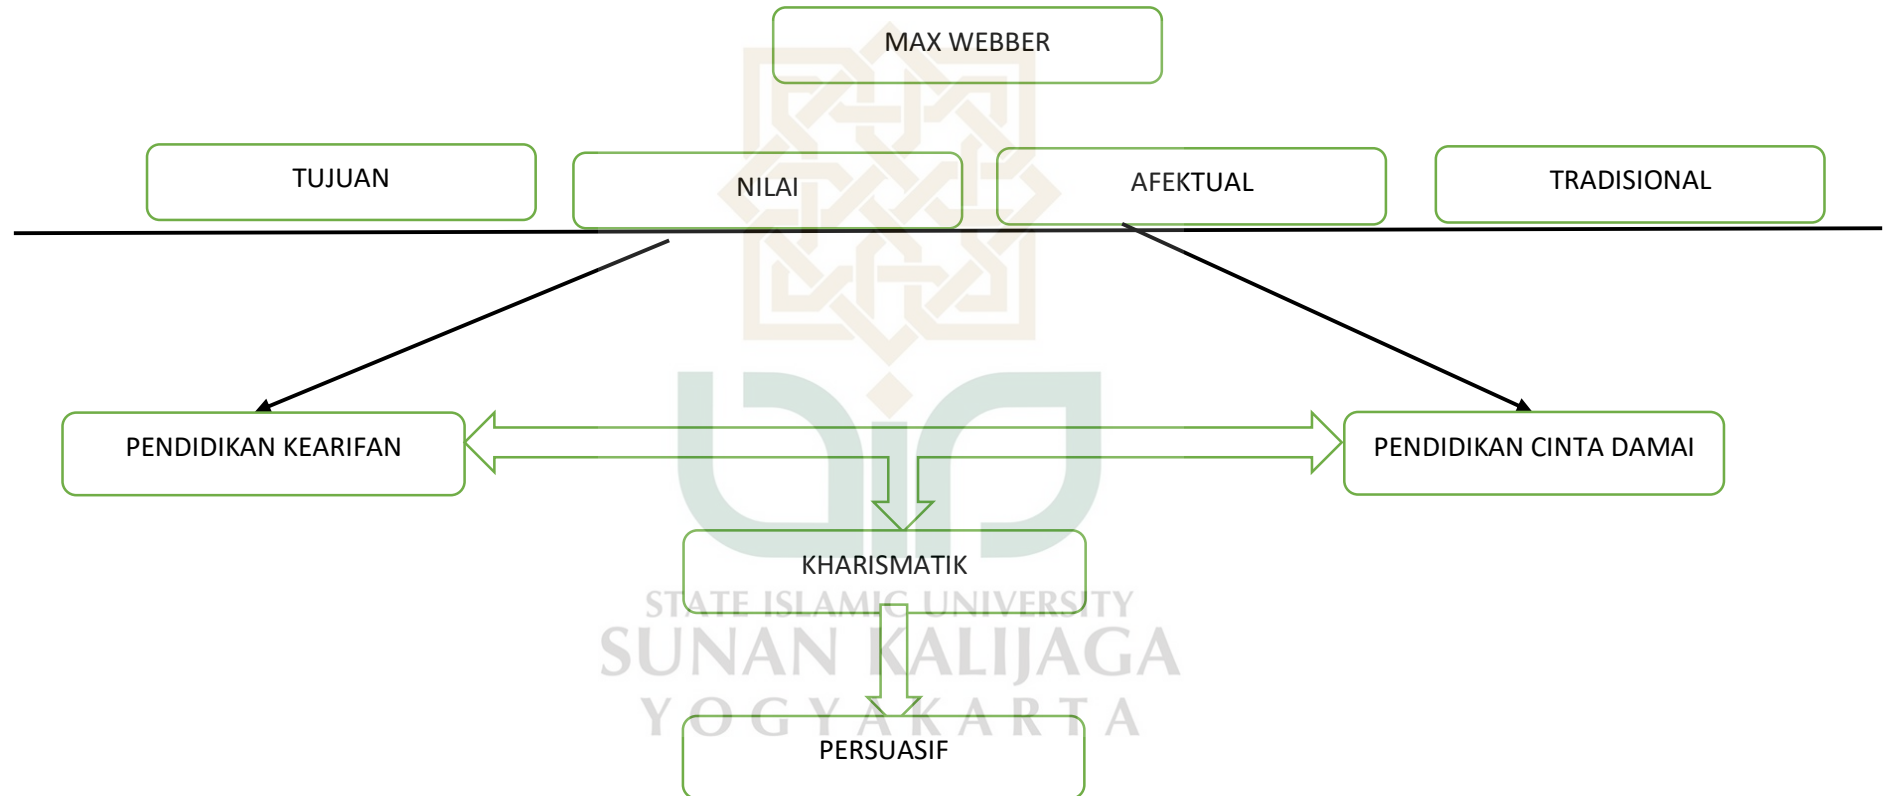 MAX WEBBER
TUJUAN
NILAI
AFEKTUAL
TRADISIONAL
PENDIDIKAN KEARIFAN
PENDIDIKAN CINTA DAMAI
KHARISMATIK
STATE ISLAMIC UNIVERSITY
SUNAN KALIJAGA
YOGYAKARTA
PERSUASIF